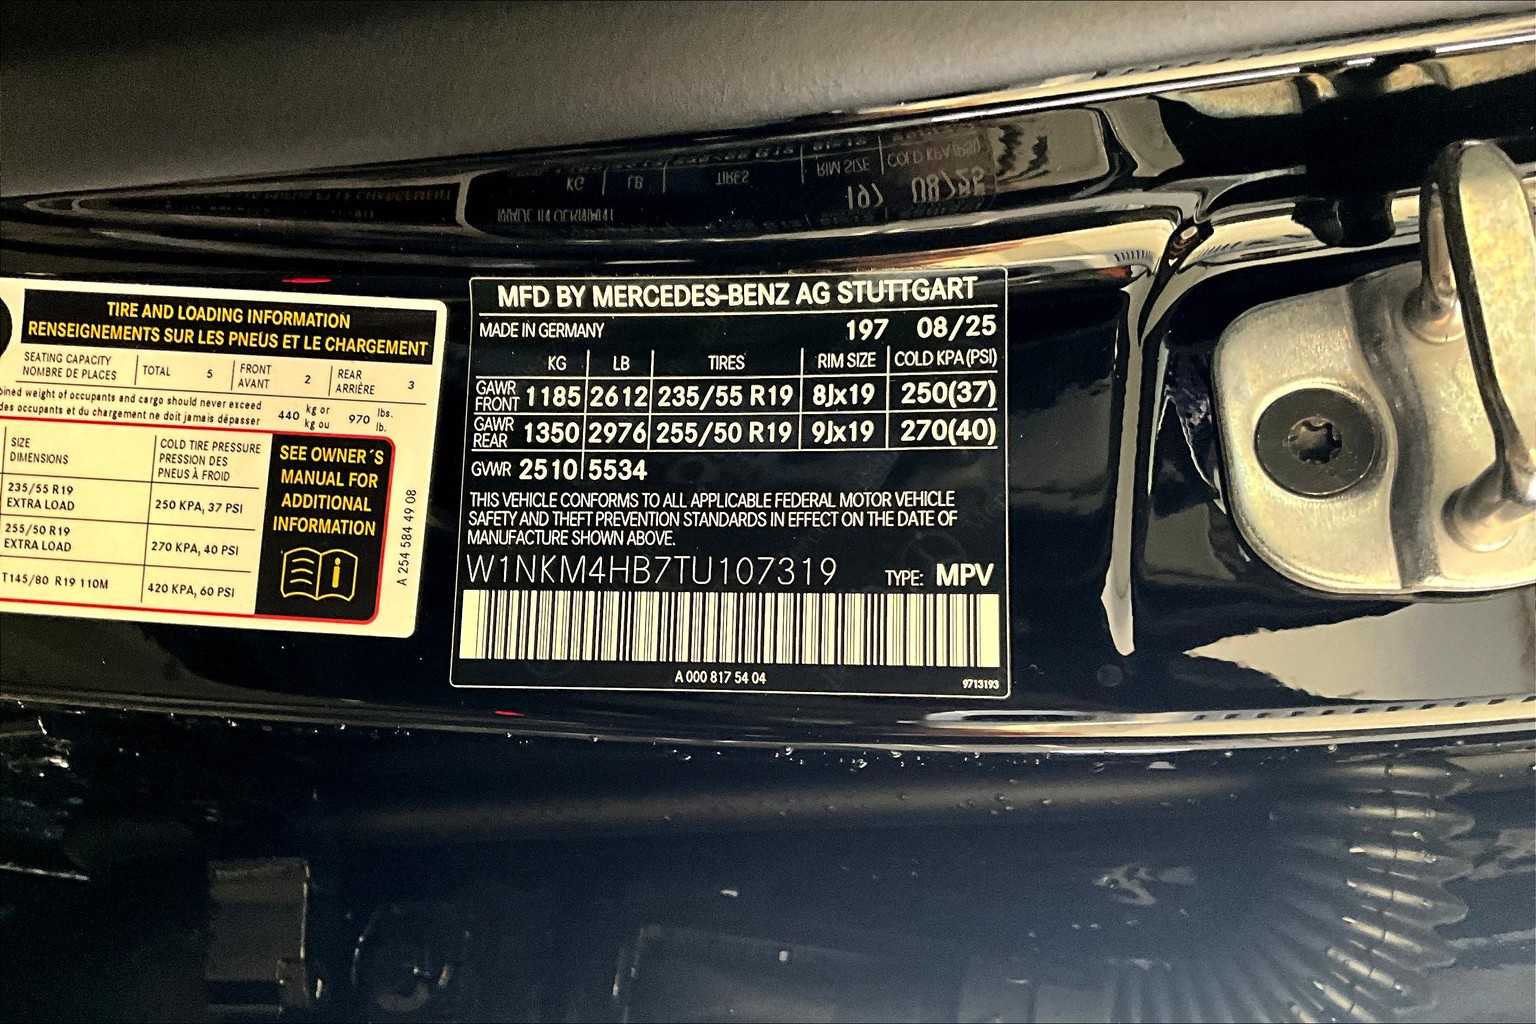 TIRE AND LOADING INFORMATION
RENSEIGNEMENTS SUR LES PNEUS ET LE CHARGEMENT
SEATING CAPACITY
NOMBRE DE PLACES
TOTAL 5
FRONT
AVANT
2
REAR
ARRIÈRE
3
weight of occupants and cargo should never exceed
des occupants et du chargement ne doit jamais dépasser
440 kg or
kg ou
970 lbs.
lb.
SIZE
DIMENSIONS
COLD TIRE PRESSURE
PRESSION DES
PNEUS À FROID
235/55 R19
EXTRA LOAD
250 KPA, 37 PSI
255/50 R19
EXTRA LOAD
270 KPA, 40 PSI
T145/80 R19 110M
420 KPA, 60 PSI
SEE OWNER´S
MANUAL FOR
ADDITIONAL
INFORMATION
i
A 254 584 49 08
MFD BY MERCEDES-BENZ AG STUTTGART
MADE IN GERMANY 197 08/25
KG LB TIRES RIM SIZE COLD KPA(PSI)
GAWR
FRONT
1185 2612 235/55 R19 8Jx19 250(37)
GAWR
REAR
1350 2976 255/50 R19 9Jx19 270(40)
GVWR 2510 5534
THIS VEHICLE CONFORMS TO ALL APPLICABLE FEDERAL MOTOR VEHICLE
SAFETY AND THEFT PREVENTION STANDARDS IN EFFECT ON THE DATE OF
MANUFACTURE SHOWN ABOVE.
W1NKM4HB7TU107319 TYPE: MPV
A 000 817 54 04
9713193